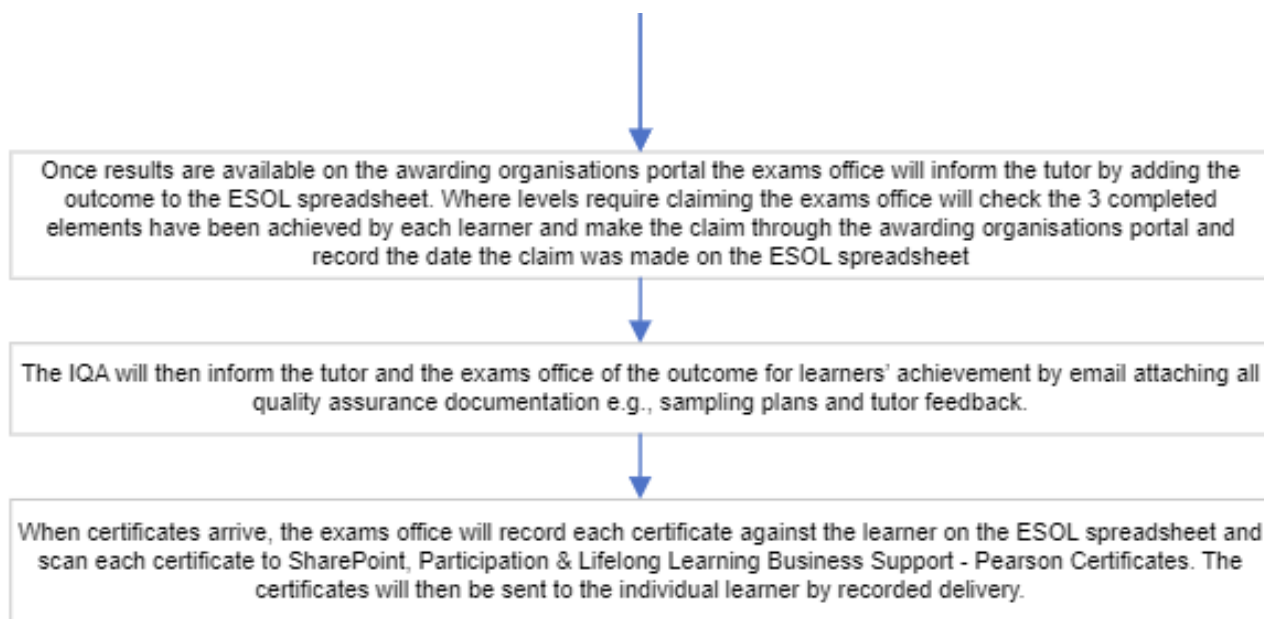 Once results are available on the awarding organisations portal the exams office will inform the tutor by adding the
outcome to the ESOL spreadsheet. Where levels require claiming the exams office will check the 3 completed
elements have been achieved by each learner and make the claim through the awarding organisations portal and
record the date the claim was made on the ESOL spreadsheet
The IQA will then inform the tutor and the exams office of the outcome for learners’ achievement by email attaching all
quality assurance documentation e.g., sampling plans and tutor feedback.
When certificates arrive, the exams office will record each certificate against the learner on the ESOL spreadsheet and
scan each certificate to SharePoint, Participation & Lifelong Learning Business Support - Pearson Certificates. The
certificates will then be sent to the individual learner by recorded delivery.